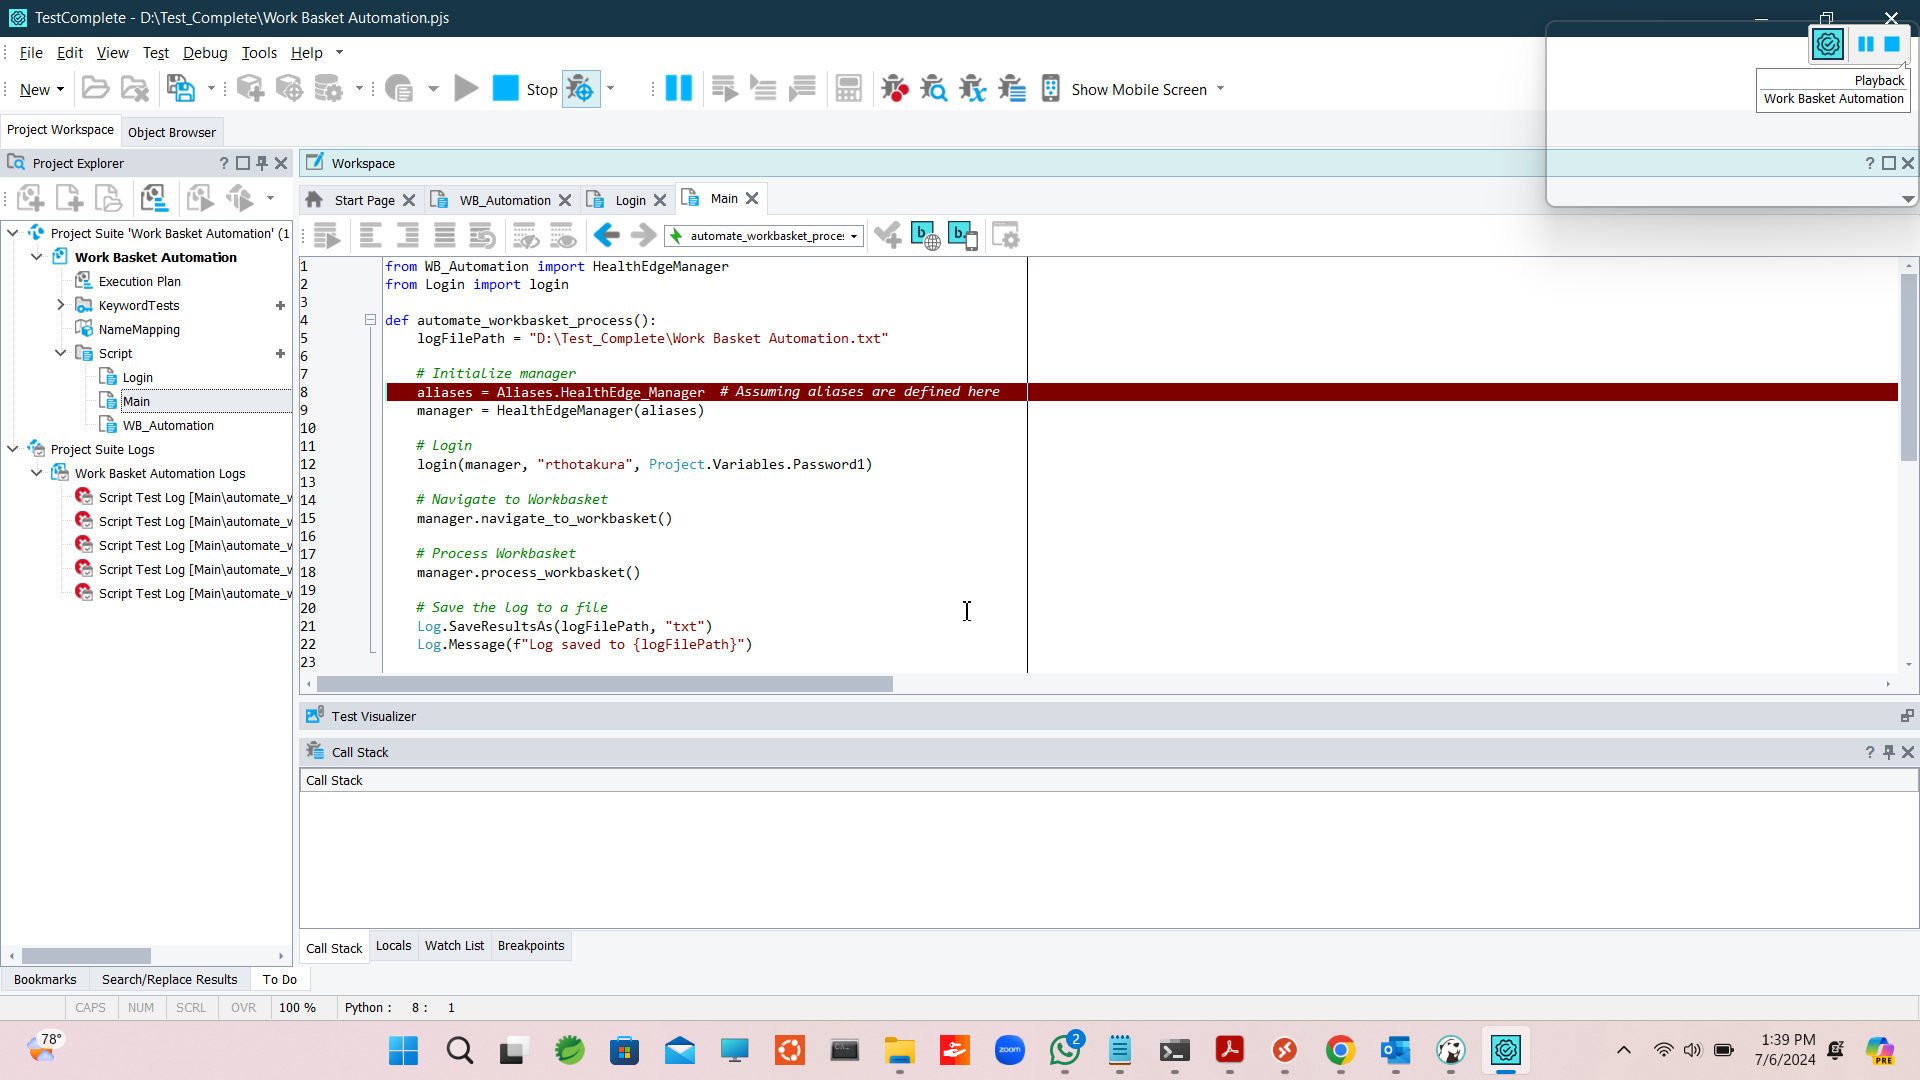 TestComplete - D:\Test_Complete\Work Basket Automation.pjs
File Edit View Test Debug Tools Help
New
Stop
Show Mobile Screen
Playback
Work Basket Automation
Project Workspace
Object Browser
Project Explorer
Workspace
Start Page
WB_Automation
Login
Main
automate_workbasket_proce
Project Suite 'Work Basket Automation' (1
Work Basket Automation
Execution Plan
KeywordTests
NameMapping
Script
Login
Main
WB_Automation
Project Suite Logs
Work Basket Automation Logs
Script Test Log [Main\automate_w
Script Test Log [Main\automate_w
Script Test Log [Main\automate_w
Script Test Log [Main\automate_w
Script Test Log [Main\automate_w
1 from WB_Automation import HealthEdgeManager
2 from Login import login
3
4 def automate_workbasket_process():
5 logFilePath = "D:\Test_Complete\Work Basket Automation.txt"
6
7 # Initialize manager
8 aliases = Aliases.HealthEdge_Manager # Assuming aliases are defined here
9 manager = HealthEdgeManager(aliases)
10
11 # Login
12 login(manager, "rthotakura", Project.Variables.Password1)
13
14 # Navigate to Workbasket
15 manager.navigate_to_workbasket()
16
17 # Process Workbasket
18 manager.process_workbasket()
19
20 # Save the log to a file
21 Log.SaveResultsAs(logFilePath, "txt")
22 Log.Message(f"Log saved to {logFilePath}")
23
Test Visualizer
Call Stack
Call Stack
Call Stack Locals Watch List Breakpoints
Bookmarks Search/Replace Results To Do
CAPS NUM SCRL OVR 100 % Python : 8 : 1
78°
zoom
2
1:39 PM
7/6/2024
PRE